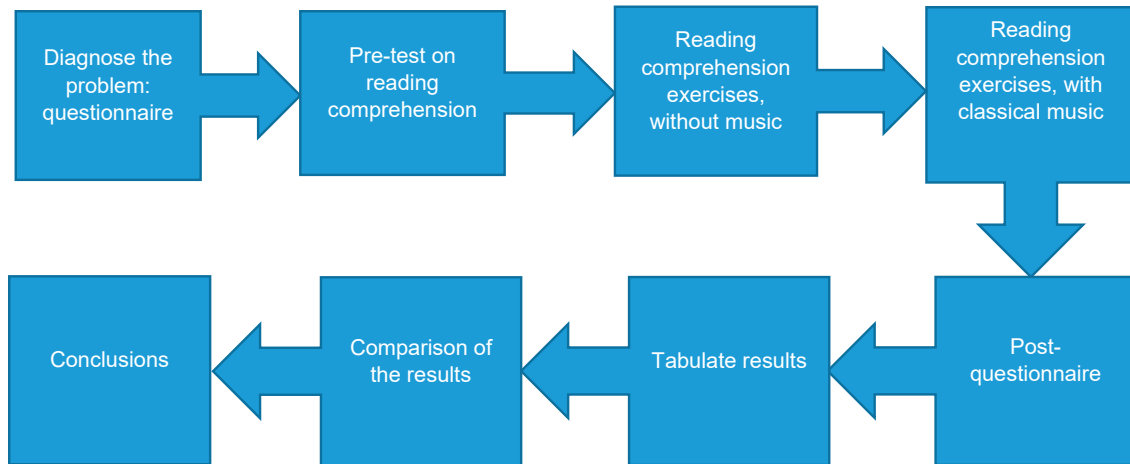 Diagnose the
problem:
questionnaire
Pre-test on
reading
comprehension
Reading
comprehension
exercises,
without music
Reading
comprehension
exercises, with
classical music
Post-
questionnaire
Tabulate results
Comparison of
the results
Conclusions